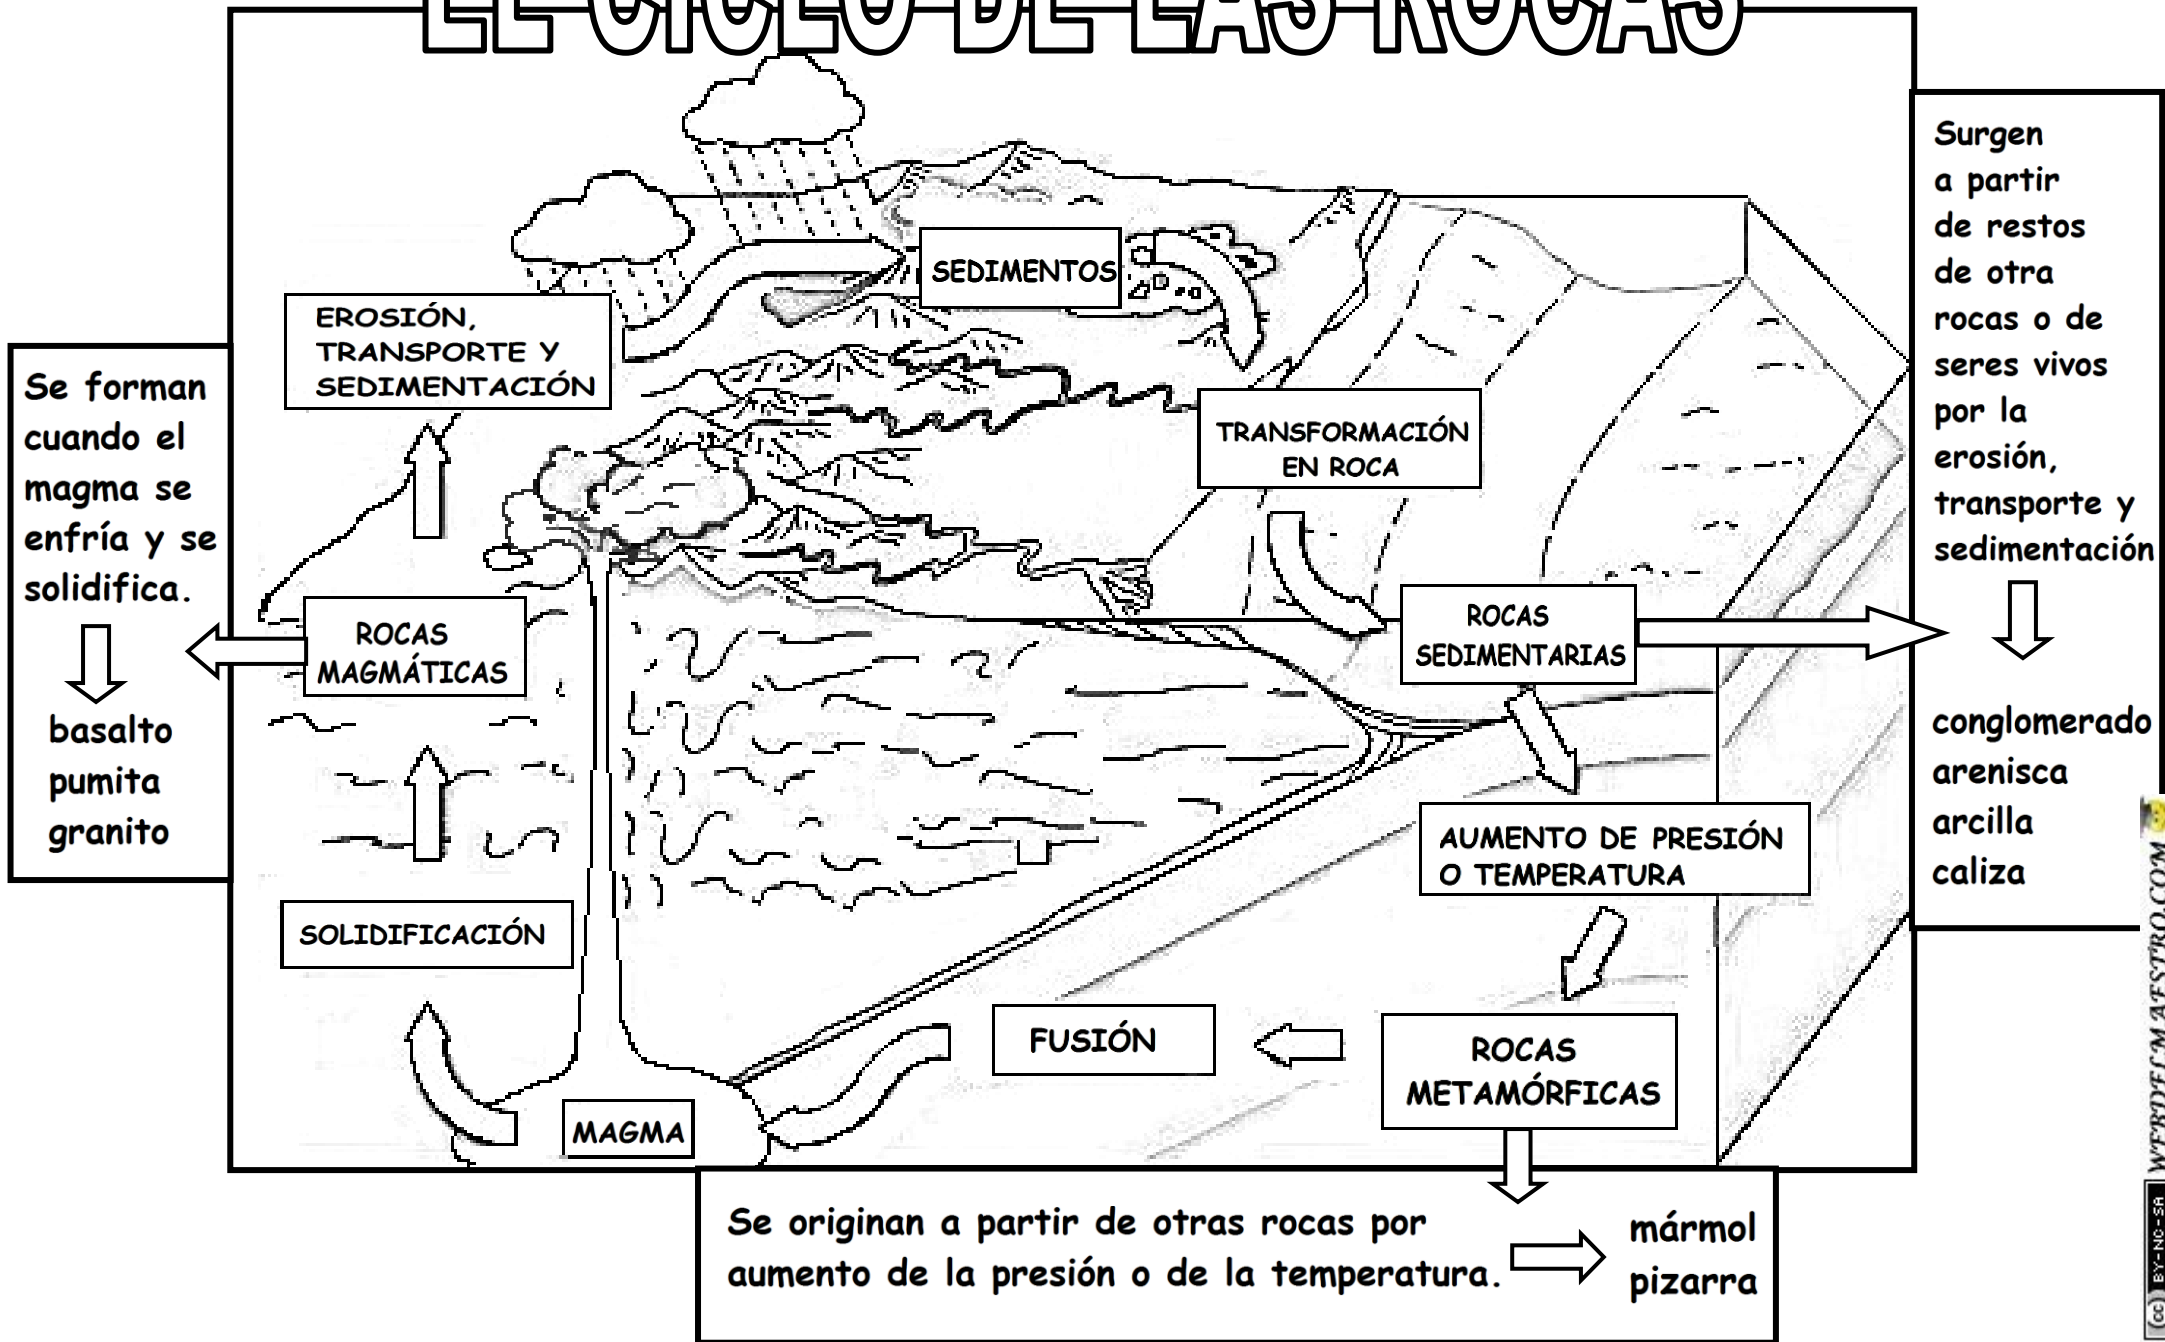 EL CICLO DE LAS ROCAS
SEDIMENTOS
EROSIÓN,
TRANSPORTE Y
SEDIMENTACIÓN
TRANSFORMACIÓN
EN ROCA
ROCAS
MAGMÁTICAS
ROCAS
SEDIMENTARIAS
AUMENTO DE PRESIÓN
O TEMPERATURA
SOLIDIFICACIÓN
FUSIÓN
ROCAS
METAMÓRFICAS
MAGMA
Se forman
cuando el
magma se
enfría y se
solidifica.
basalto
pumita
granito
Surgen
a partir
de restos
de otra
rocas o de
seres vivos
por la
erosión,
transporte y
sedimentación
conglomerado
arenisca
arcilla
caliza
Se originan a partir de otras rocas por
aumento de la presión o de la temperatura.
mármol
pizarra
WEBDELMAESTRO.COM
(cc) BY-NC-SA